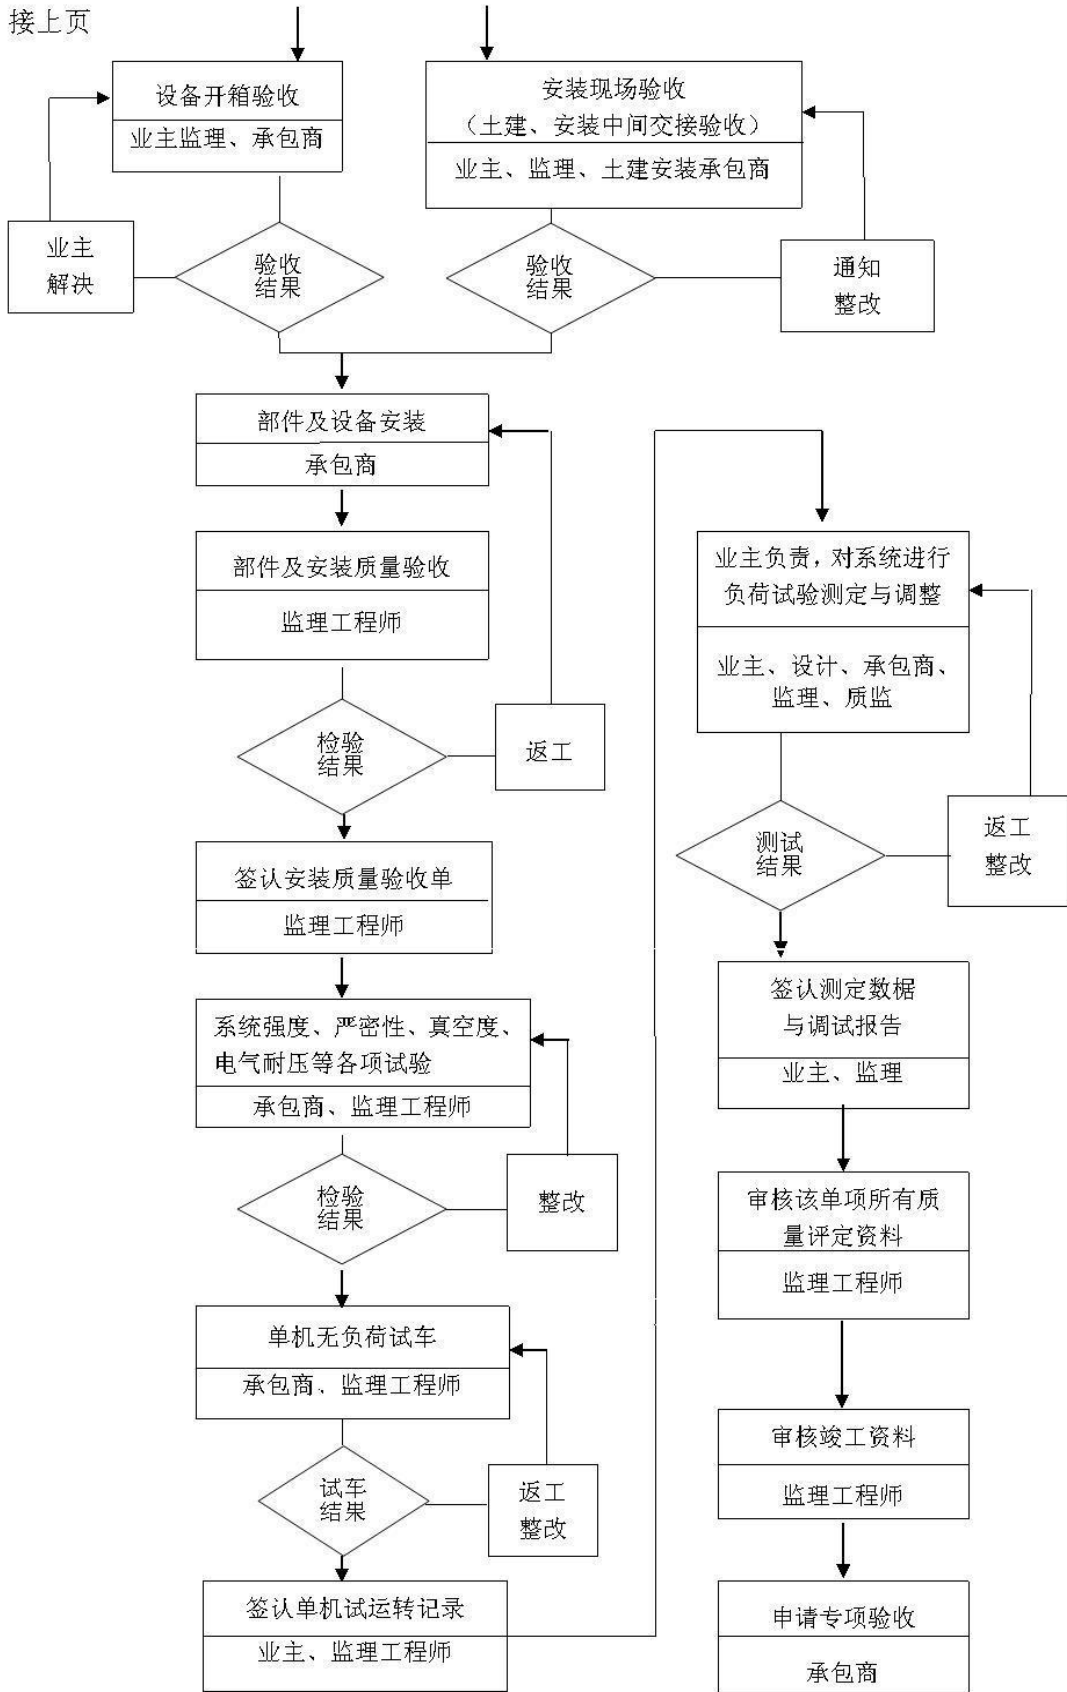 接上页
设备开箱验收
业主监理、承包商
安装现场验收
（土建、安装中间交接验收）
业主、监理、土建安装承包商
业主
解决
验收
结果
验收
结果
通知
整改
部件及设备安装
承包商
部件及安装质量验收
监理工程师
检验
结果
返工
签认安装质量验收单
监理工程师
系统强度、严密性、真空度、
电气耐压等各项试验
承包商、监理工程师
检验
结果
整改
单机无负荷试车
承包商、监理工程师
试车
结果
返工
整改
签认单机试运转记录
业主、监理工程师
业主负责，对系统进行
负荷试验测定与调整
业主、设计、承包商、
监理、质监
测试
结果
返工
整改
签认测定数椐
与调试报告
业主、监理
审核该单项所有质
量评定资料
监理工程师
审核竣工资料
监理工程师
申请专项验收
承包商